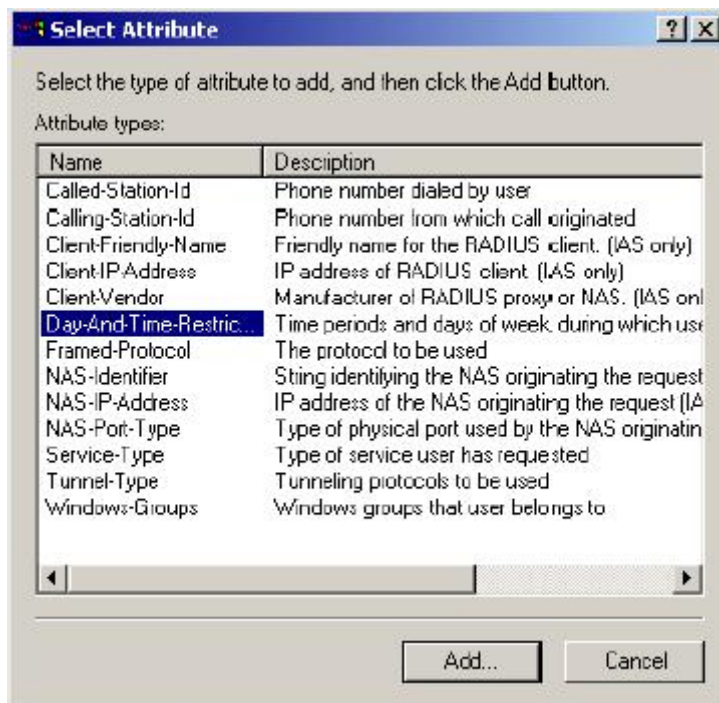 Select Attribute
Select the type of attribute to add, and then click the Add button.
Attribute types:
Name Description
Called-Station-Id Phone number dialed by user
Calling-Station-Id Phone number from which call originated
Client-Friendly-Name Friendly name for the RADIUS client. (IAS only)
Client-IP-Address IP address of RADIUS client. (IAS only)
Client-Vendor Manufacturer of RADIUS proxy or NAS. (IAS onl
Day-And-Time-Restric... Time periods and days of week during which use
Framed-Protocol The protocol to be used
NAS-Identifier String identifying the NAS originating the request
NAS-IP-Address IP address of the NAS originating the request (IA
NAS-Port-Type Type of physical port used by the NAS originatin
Service-Type Type of service user has requested
Tunnel-Type Tunneling protocols to be used
Windows-Groups Windows groups that user belongs to
Add... Cancel